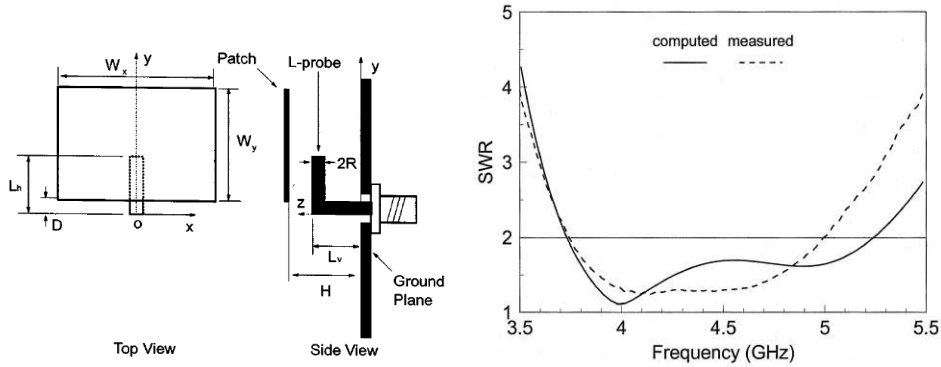 y
Wₓ
Wᵧ
Lₕ
D
o
x
Top View
Patch
L-probe
y
2R
z
Lᵥ
H
Ground
Plane
Side View
SWR
5
4
3
2
1
computed measured
3.5 4 4.5 5 5.5
Frequency (GHz)